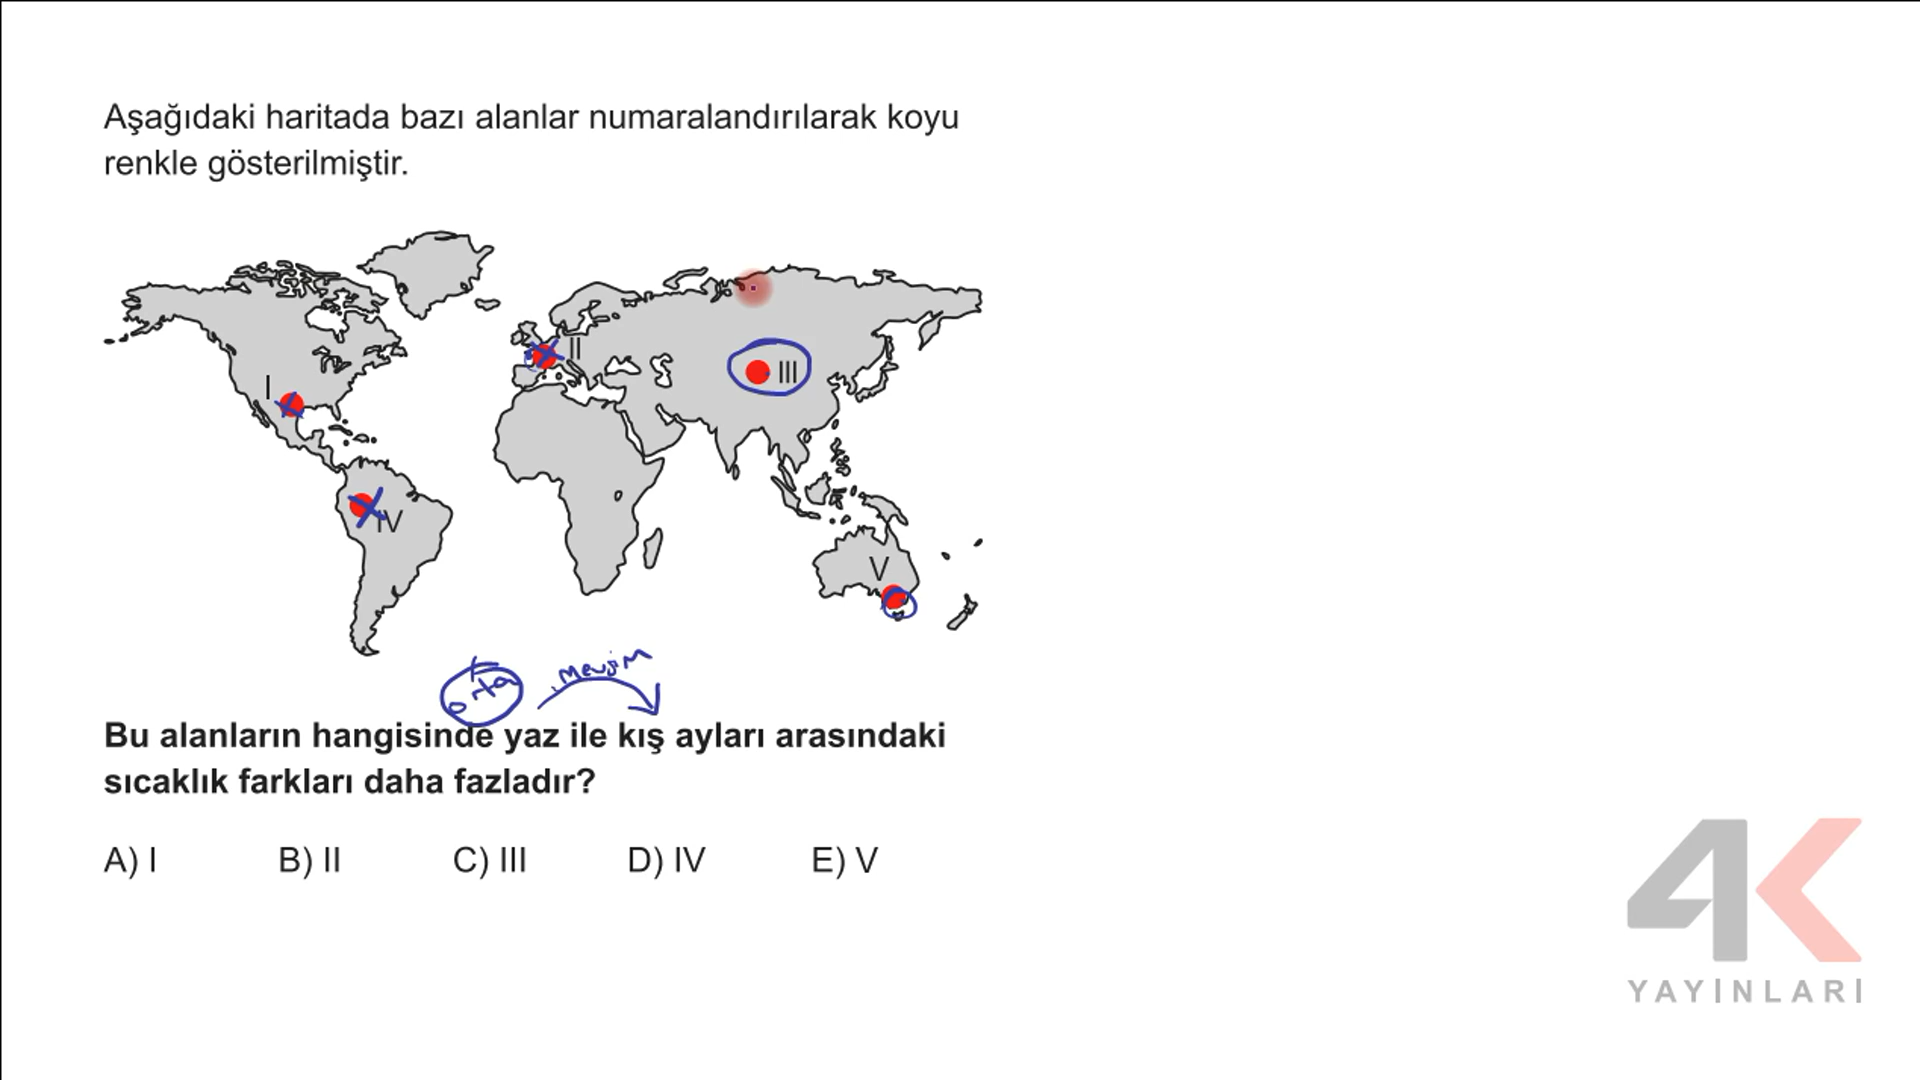 Aşağıdaki haritada bazı alanlar numaralandırılarak koyu
renkle gösterilmiştir.
II
III
I
IV
V
orta
Mevsim
Bu alanların hangisinde yaz ile kış ayları arasındaki
sıcaklık farkları daha fazladır?
A) I B) II C) III D) IV E) V
4K
YAYINLARI